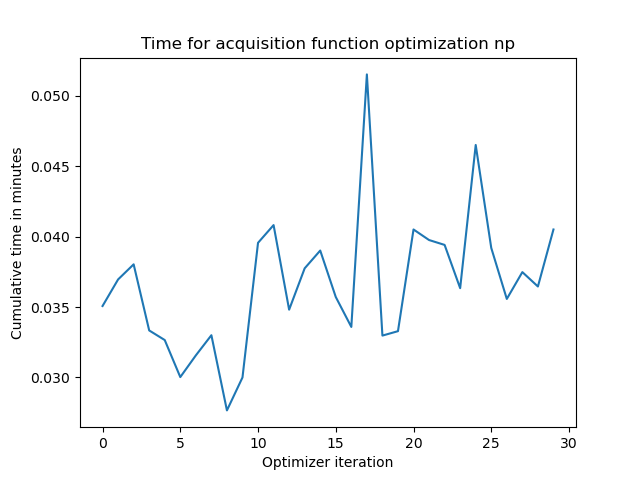 Time for acquisition function optimization np
Cumulative time in minutes
0.050
0.045
0.040
0.035
0.030
0 5 10 15 20 25 30
Optimizer iteration